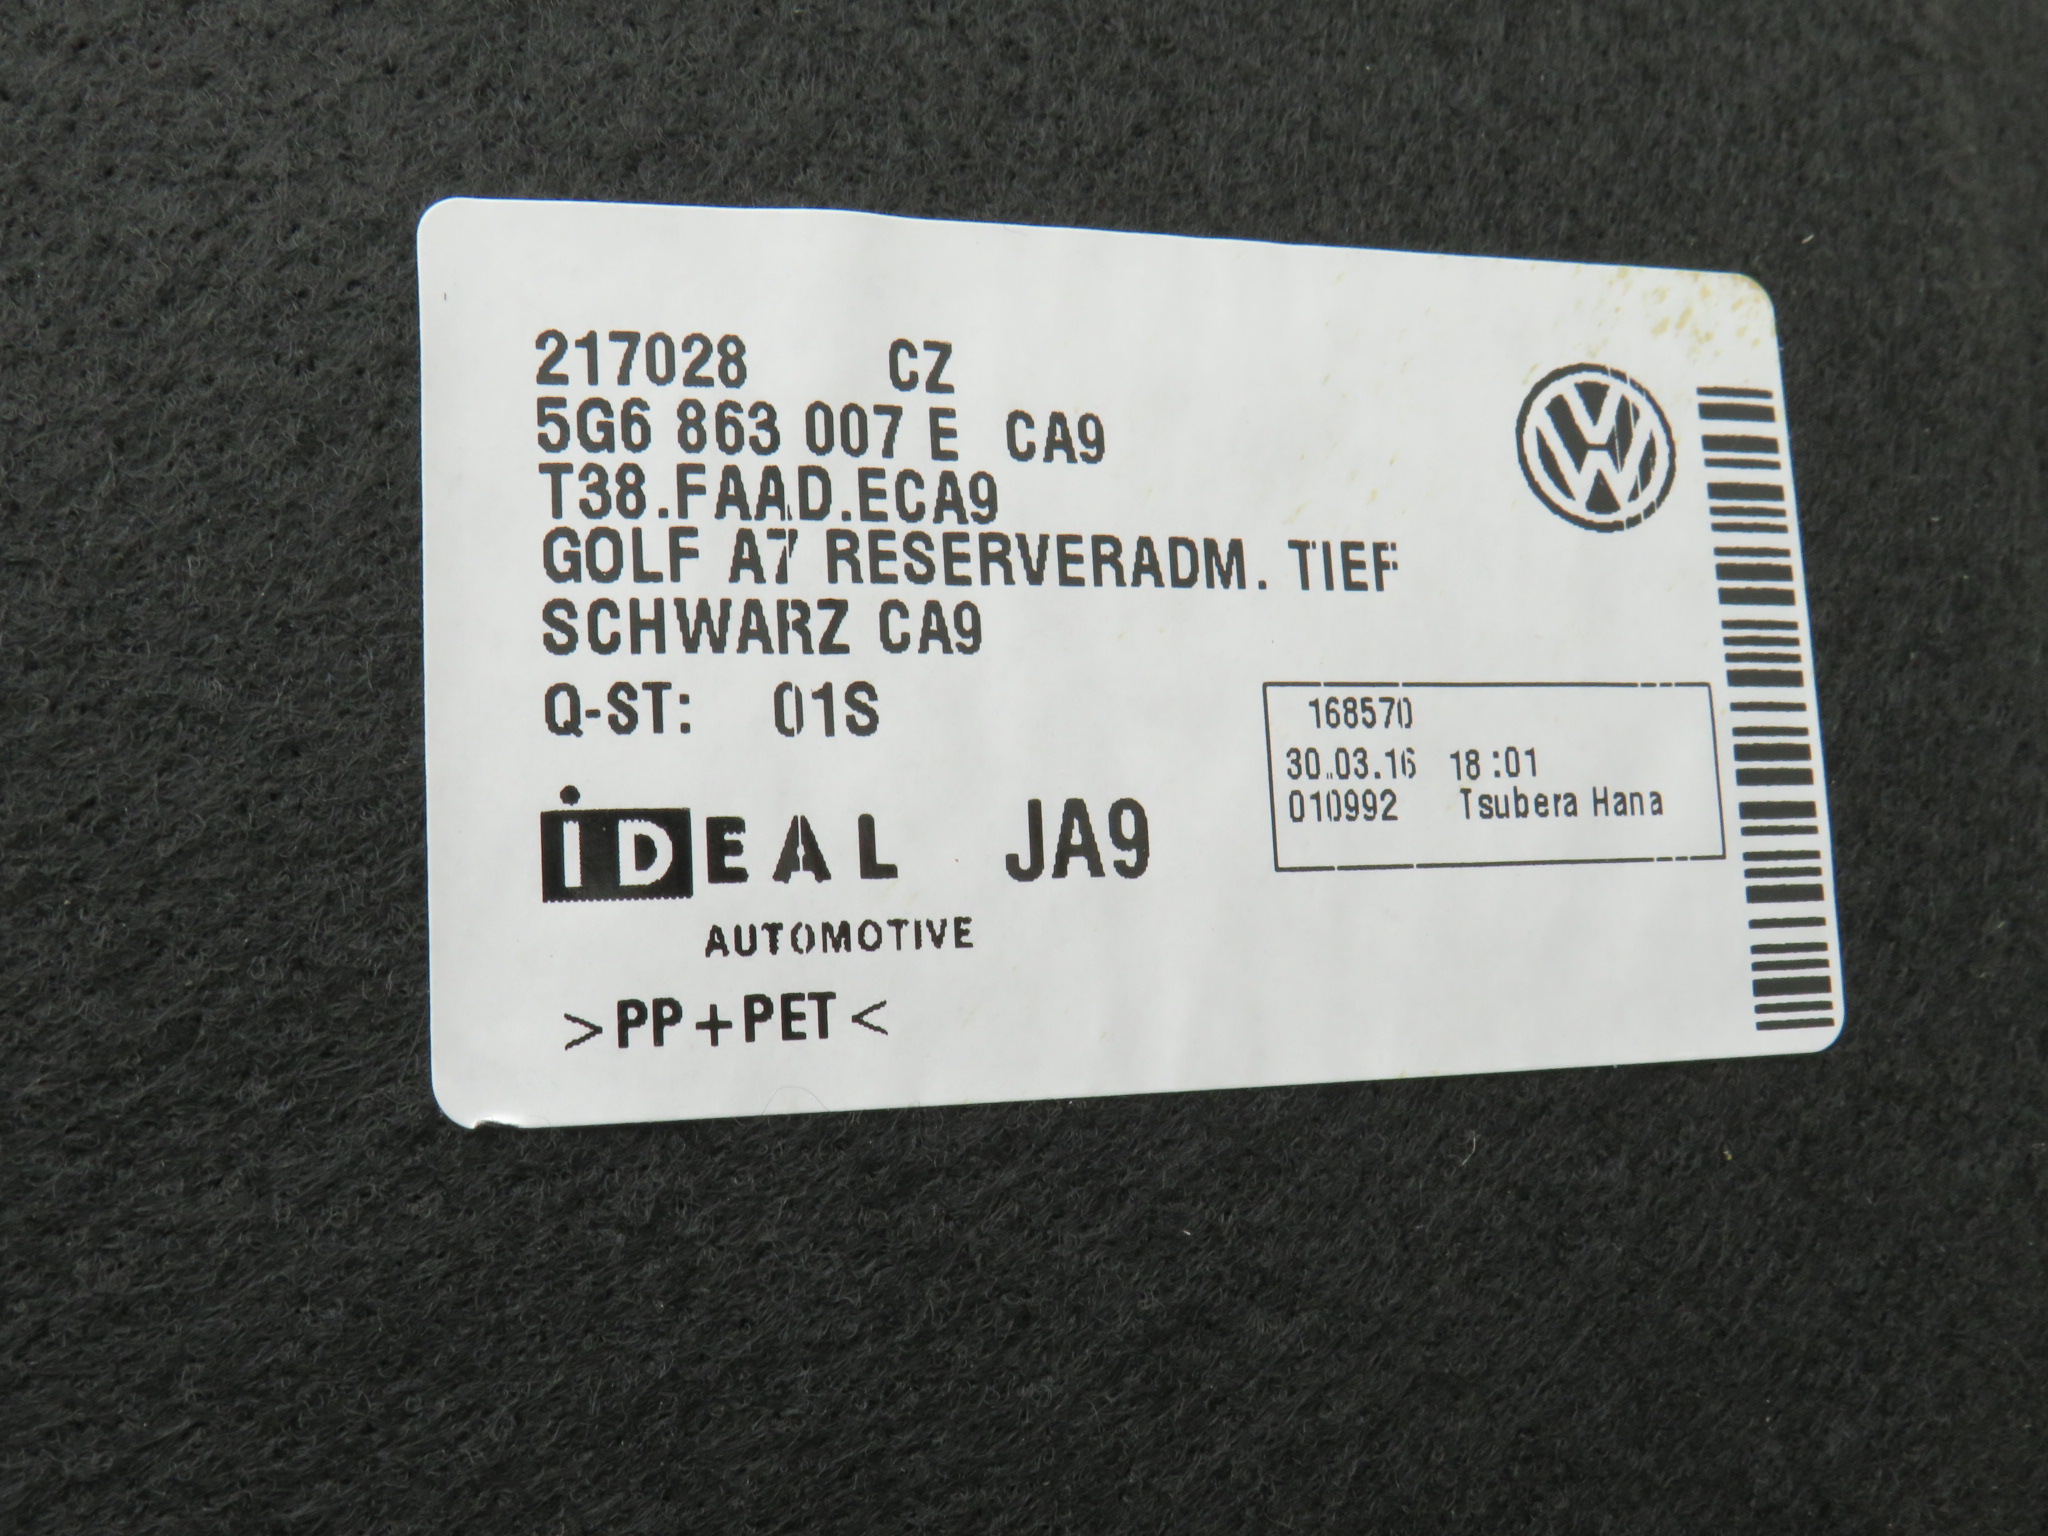 217028 CZ
5G6 863 007 E CA9
T38.FAAD.ECA9
GOLF A7 RESERVERADM. TIEF
SCHWARZ CA9
Q-ST: 01S
168570
30.03.16 18:01
010992 Tsubera Hana
iDEAL JA9
AUTOMOTIVE
>PP+PET<